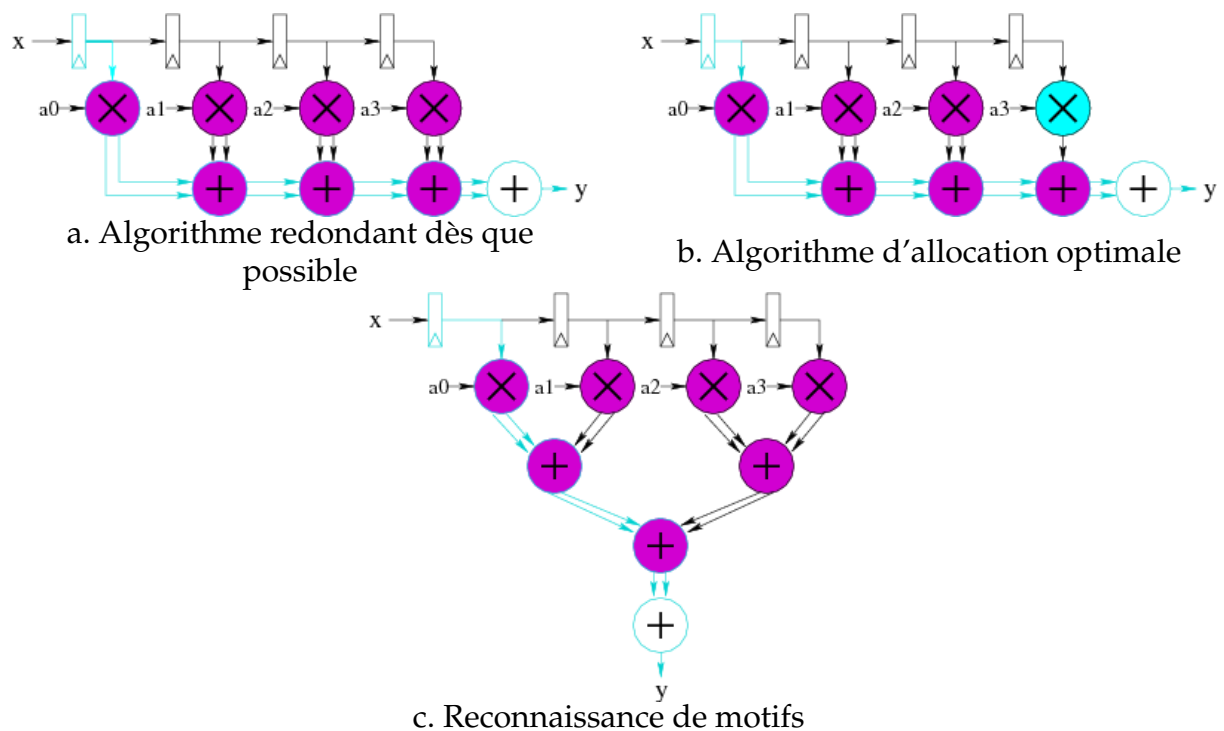 x
a0 a1 a2 a3
y
a. Algorithme redondant dès que
possible
x
a0 a1 a2 a3
y
b. Algorithme d'allocation optimale
x
a0 a1 a2 a3
y
c. Reconnaissance de motifs